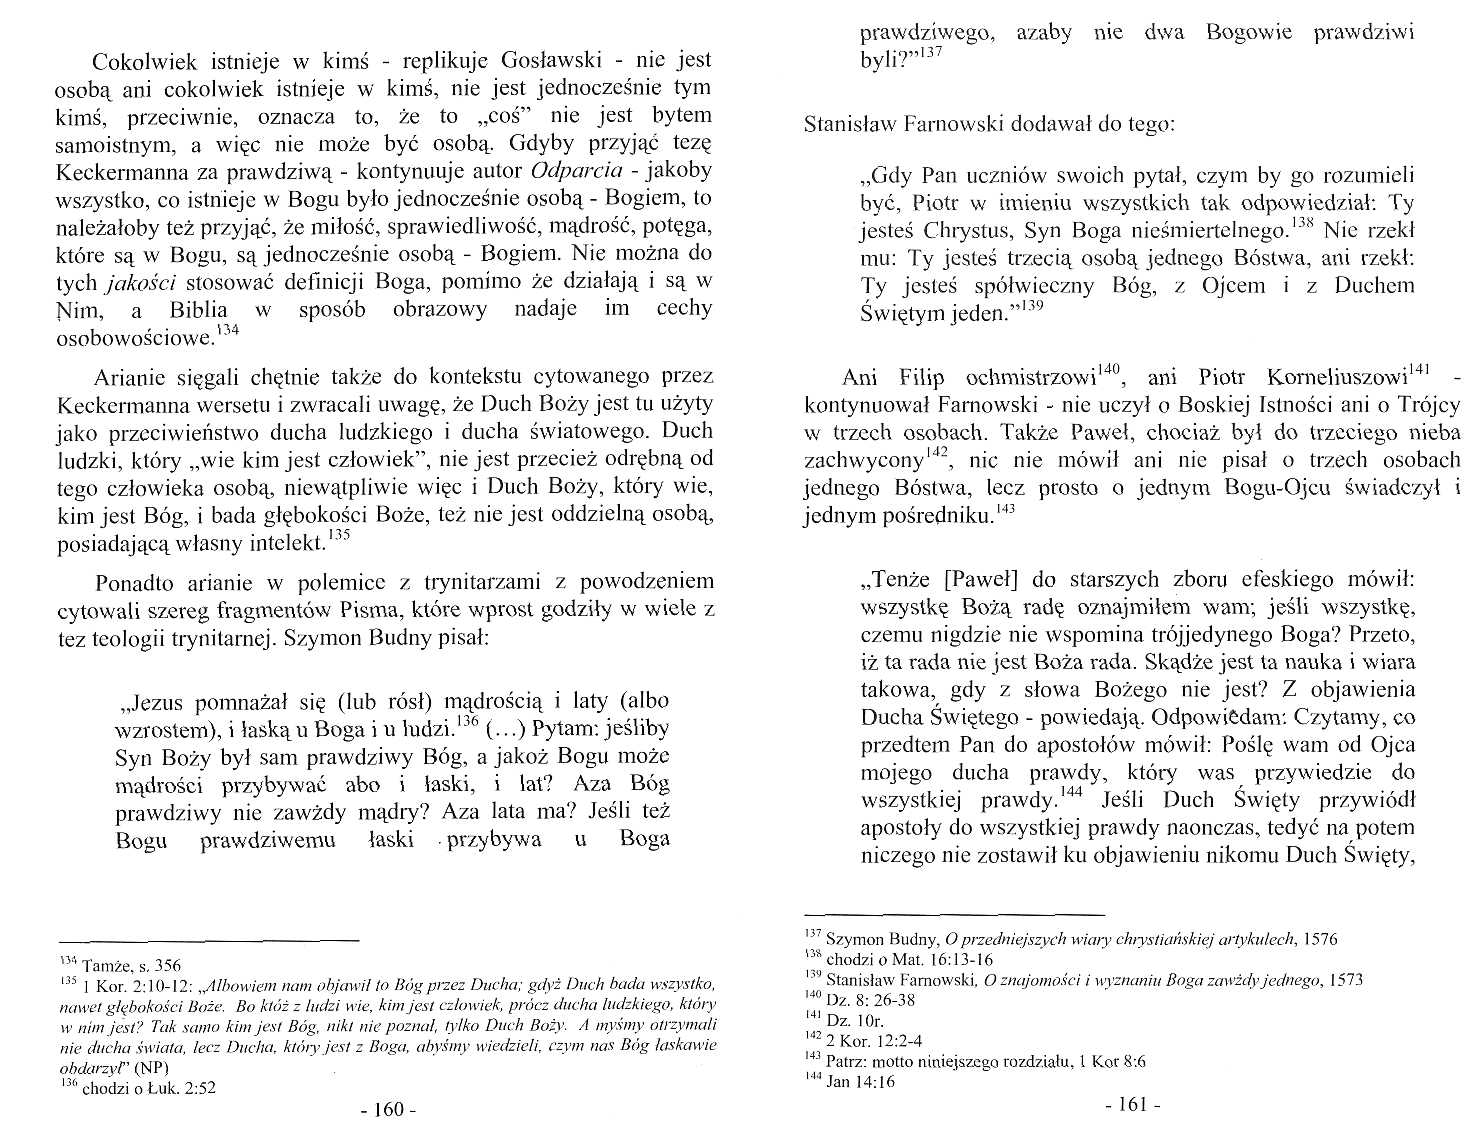 Cokolwiek istnieje w kimś - replikuje Gosławski - nie jest
osobą ani cokolwiek istnieje w kimś, nie jest jednocześnie tym
kimś, przeciwnie, oznacza to, że to „coś” nie jest bytem
samoistnym, a więc nie może być osobą. Gdyby przyjąć tezę
Keckermanna za prawdziwą - kontynuuje autor Odparcia - jakoby
wszystko, co istnieje w Bogu było jednocześnie osobą - Bogiem, to
należałoby też przyjąć, że miłość, sprawiedliwość, mądrość, potęga,
które są w Bogu, są jednocześnie osobą - Bogiem. Nie można do
tych jakości stosować definicji Boga, pomimo że działają i są w
Nim, a Biblia w sposób obrazowy nadaje im cechy
osobowościowe.134
Arianie sięgali chętnie także do kontekstu cytowanego przez
Keckermanna wersetu i zwracali uwagę, że Duch Boży jest tu użyty
jako przeciwieństwo ducha ludzkiego i ducha światowego. Duch
ludzki, który „wie kim jest człowiek”, nie jest przecież odrębną od
tego człowieka osobą, niewątpliwie więc i Duch Boży, który wie,
kim jest Bóg, i bada głębokości Boże, też nie jest oddzielną osobą,
posiadającą własny intelekt.135
Ponadto arianie w polemice z trynitarzami z powodzeniem
cytowali szereg fragmentów Pisma, które wprost godziły w wiele z
tez teologii trynitarnej. Szymon Budny pisał:
„Jezus pomnażał się (lub rósł) mądrością i laty (albo
wzrostem), i łaską u Boga i u ludzi.136 (…) Pytam: jeśliby
Syn Boży był sam prawdziwy Bóg, a jakoż Bogu może
mądrości przybywać abo i łaski, i lat? Aza Bóg
prawdziwy nie zawżdy mądry? Aza lata ma? Jeśli też
Bogu prawdziwemu łaski przybywa u Boga
134 Tamże, s. 356
135 1 Kor. 2:10-12: „Albowiem nam objawił to Bóg przez Ducha; gdyż Duch bada wszystko,
nawet głębokości Boże. Bo któż z ludzi wie, kim jest człowiek, prócz ducha ludzkiego, który
w nim jest? Tak samo kim jest Bóg, nikt nie poznał, tylko Duch Boży. A myśmy otrzymali
nie ducha świata, lecz Ducha, który jest z Boga, abyśmy wiedzieli, czym nas Bóg łaskawie
obdarzył” (NP)
136 chodzi o Łuk. 2:52
- 160 -
prawdziwego, azaby nie dwa Bogowie prawdziwi
byli?”137
Stanisław Farnowski dodawał do tego:
„Gdy Pan uczniów swoich pytał, czym by go rozumieli
być, Piotr w imieniu wszystkich tak odpowiedział: Ty
jesteś Chrystus, Syn Boga nieśmiertelnego.138 Nie rzekł
mu: Ty jesteś trzecią osobą jednego Bóstwa, ani rzekł:
Ty jesteś spółwieczny Bóg, z Ojcem i z Duchem
Świętym jeden.”139
Ani Filip ochmistrzowi140, ani Piotr Korneliuszowi141 -
kontynuował Farnowski - nie uczył o Boskiej Istności ani o Trójcy
w trzech osobach. Także Paweł, chociaż był do trzeciego nieba
zachwycony142, nic nie mówił ani nie pisał o trzech osobach
jednego Bóstwa, lecz prosto o jednym Bogu-Ojcu świadczył i
jednym pośredniku.143
„Tenże [Paweł] do starszych zboru efeskiego mówił:
wszystkę Bożą radę oznajmiłem wam; jeśli wszystkę,
czemu nigdzie nie wspomina trójjedynego Boga? Przeto,
iż ta rada nie jest Boża rada. Skądże jest ta nauka i wiara
takowa, gdy z słowa Bożego nie jest? Z objawienia
Ducha Świętego - powiedają. Odpowiedam: Czytamy, co
przedtem Pan do apostołów mówił: Poślę wam od Ojca
mojego ducha prawdy, który was przywiedzie do
wszystkiej prawdy.144 Jeśli Duch Święty przywiódł
apostoły do wszystkiej prawdy naonczas, tedyć na potem
niczego nie zostawił ku objawieniu nikomu Duch Święty,
137 Szymon Budny, O przedniejszych wiary chrystiańskiej artykulech, 1576
138 chodzi o Mat. 16:13-16
139 Stanisław Farnowski, O znajomości i wyznaniu Boga zawżdy jednego, 1573
140 Dz. 8: 26-38
141 Dz. 10r.
142 2 Kor. 12:2-4
143 Patrz: motto niniejszego rozdziału, 1 Kor 8:6
144 Jan 14:16
- 161 -